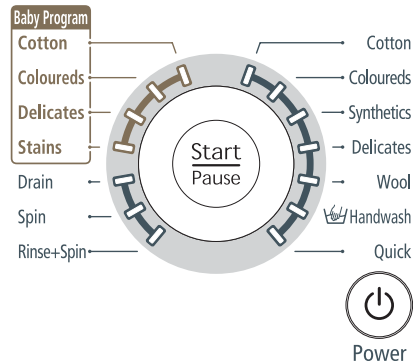 Baby Program
Cotton
Coloureds
Delicates
Stains
Drain
Spin
Rinse+Spin
Start
Pause
Cotton
Coloureds
Synthetics
Delicates
Wool
Handwash
Quick
Power